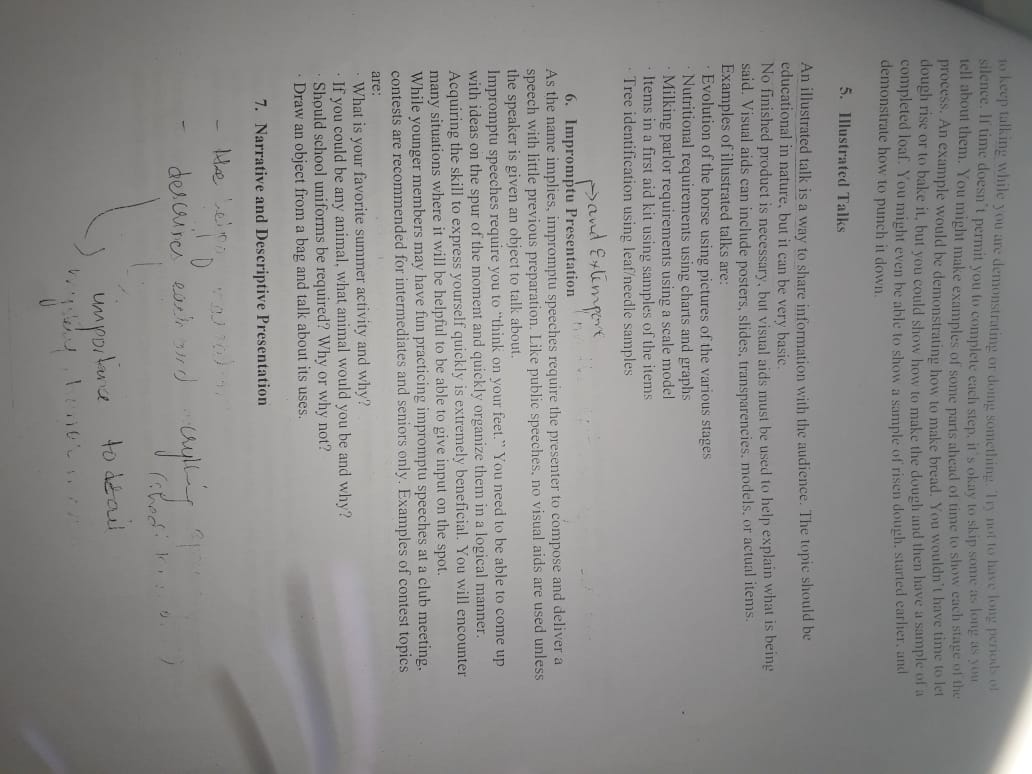 to keep talking while you are demonstrating or doing something. Try not to have long periods of
silence. If time doesn't permit you to complete each step, it's okay to skip some as long as you
tell about them. You might make examples of some parts ahead of time to show each stage of the
process. An example would be demonstrating how to make bread. You wouldn't have time to let
dough rise or to bake it, but you could show how to make the dough and then have a sample of a
completed loaf. You might even be able to show a sample of risen dough, started earlier, and
demonstrate how to punch it down.
5. Illustrated Talks
An illustrated talk is a way to share information with the audience. The topic should be
educational in nature, but it can be very basic.
No finished product is necessary, but visual aids must be used to help explain what is being
said. Visual aids can include posters, slides, transparencies, models, or actual items.
Examples of illustrated talks are:
· Evolution of the horse using pictures of the various stages
· Nutritional requirements using charts and graphs
· Milking parlor requirements using a scale model
· Items in a first aid kit using samples of the items
· Tree identification using leaf/needle samples
→ and Extempore
6. Impromptu Presentation
As the name implies, impromptu speeches require the presenter to compose and deliver a
speech with little previous preparation. Like public speeches, no visual aids are used unless
the speaker is given an object to talk about.
Impromptu speeches require you to “think on your feet.” You need to be able to come up
with ideas on the spur of the moment and quickly organize them in a logical manner.
Acquiring the skill to express yourself quickly is extremely beneficial. You will encounter
many situations where it will be helpful to be able to give input on the spot.
While younger members may have fun practicing impromptu speeches at a club meeting,
contests are recommended for intermediates and seniors only. Examples of contest topics
are:
· What is your favorite summer activity and why?
· If you could be any animal, what animal would you be and why?
· Should school uniforms be required? Why or why not?
· Draw an object from a bag and talk about its uses.
7. Narrative and Descriptive Presentation
-
- each and
importance to detail